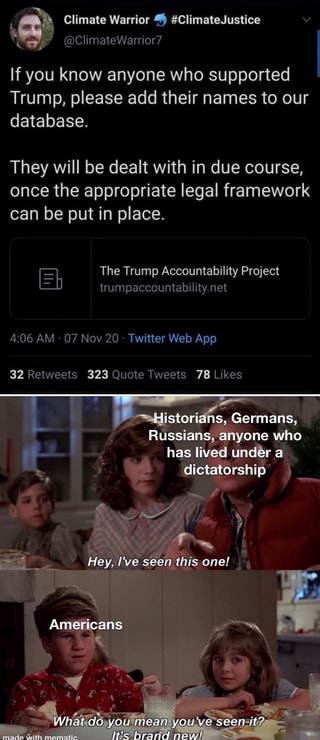 Climate Warrior 🐬 #ClimateJustice
@ClimateWarrior7
If you know anyone who supported
Trump, please add their names to our
database.
They will be dealt with in due course,
once the appropriate legal framework
can be put in place.
The Trump Accountability Project
trumpaccountability.net
4:06 AM · 07 Nov 20 · Twitter Web App
32 Retweets 323 Quote Tweets 78 Likes
Historians, Germans,
Russians, anyone who
has lived under a
dictatorship
Hey, I've seen this one!
Americans
What do you mean you've seen it?
It's brand new!
made with mematic